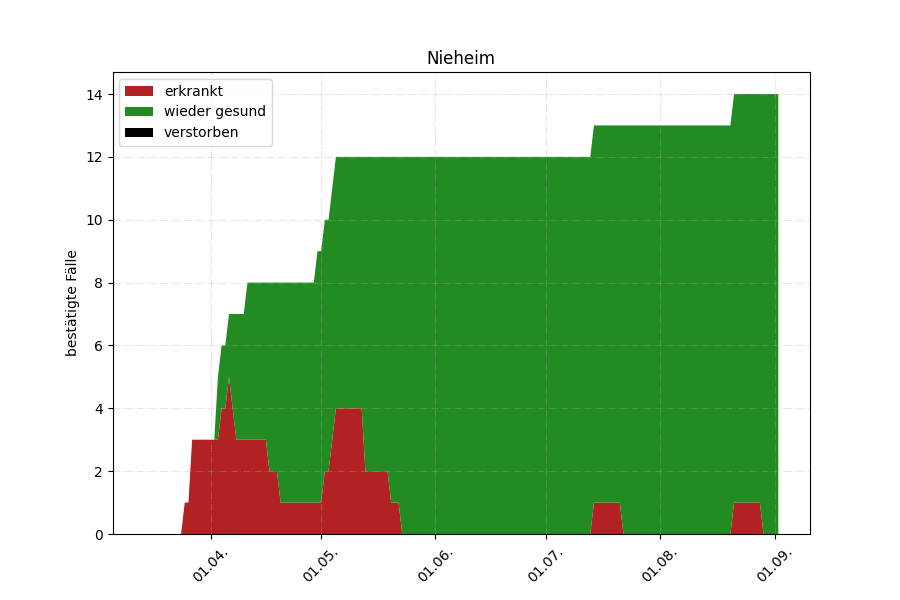 Nieheim
erkrankt
wieder gesund
verstorben
bestätigte Fälle
14
12
10
8
6
4
2
0
01.04.
01.05.
01.06.
01.07.
01.08.
01.09.